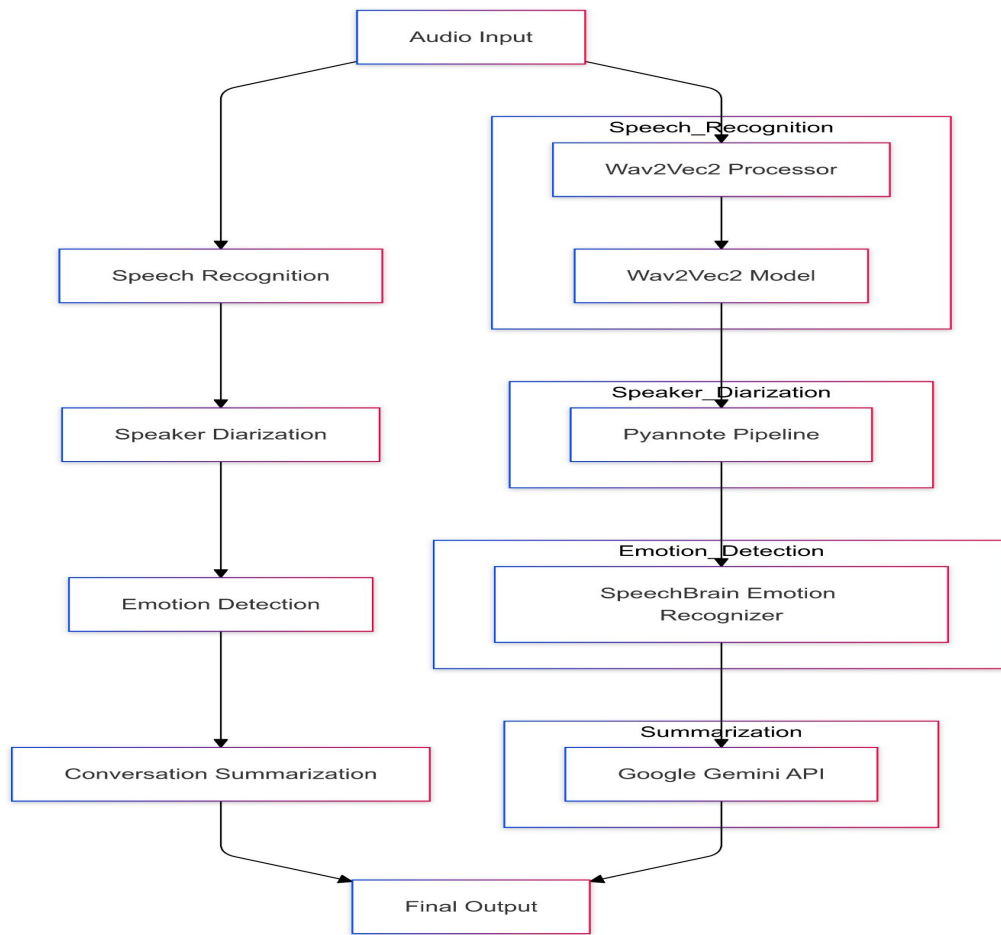 Audio Input
Speech_Recognition
Wav2Vec2 Processor
Speech Recognition
Wav2Vec2 Model
Speaker_Diarization
Speaker Diarization
Pyannote Pipeline
Emotion_Detection
Emotion Detection
SpeechBrain Emotion
Recognizer
Summarization
Conversation Summarization
Google Gemini API
Final Output